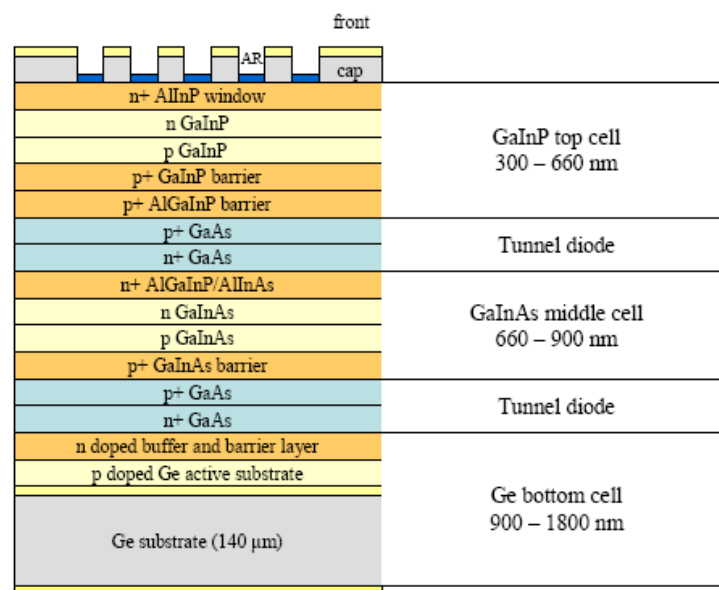 front
AR
cap
n+ AlInP window
n GaInP
p GaInP
p+ GaInP barrier
p+ AlGaInP barrier
GaInP top cell
300 – 660 nm
p+ GaAs
n+ GaAs
Tunnel diode
n+ AlGaInP/AlInAs
n GaInAs
p GaInAs
p+ GaInAs barrier
GaInAs middle cell
660 – 900 nm
p+ GaAs
n+ GaAs
Tunnel diode
n doped buffer and barrier layer
p doped Ge active substrate
Ge substrate (140 μm)
Ge bottom cell
900 – 1800 nm